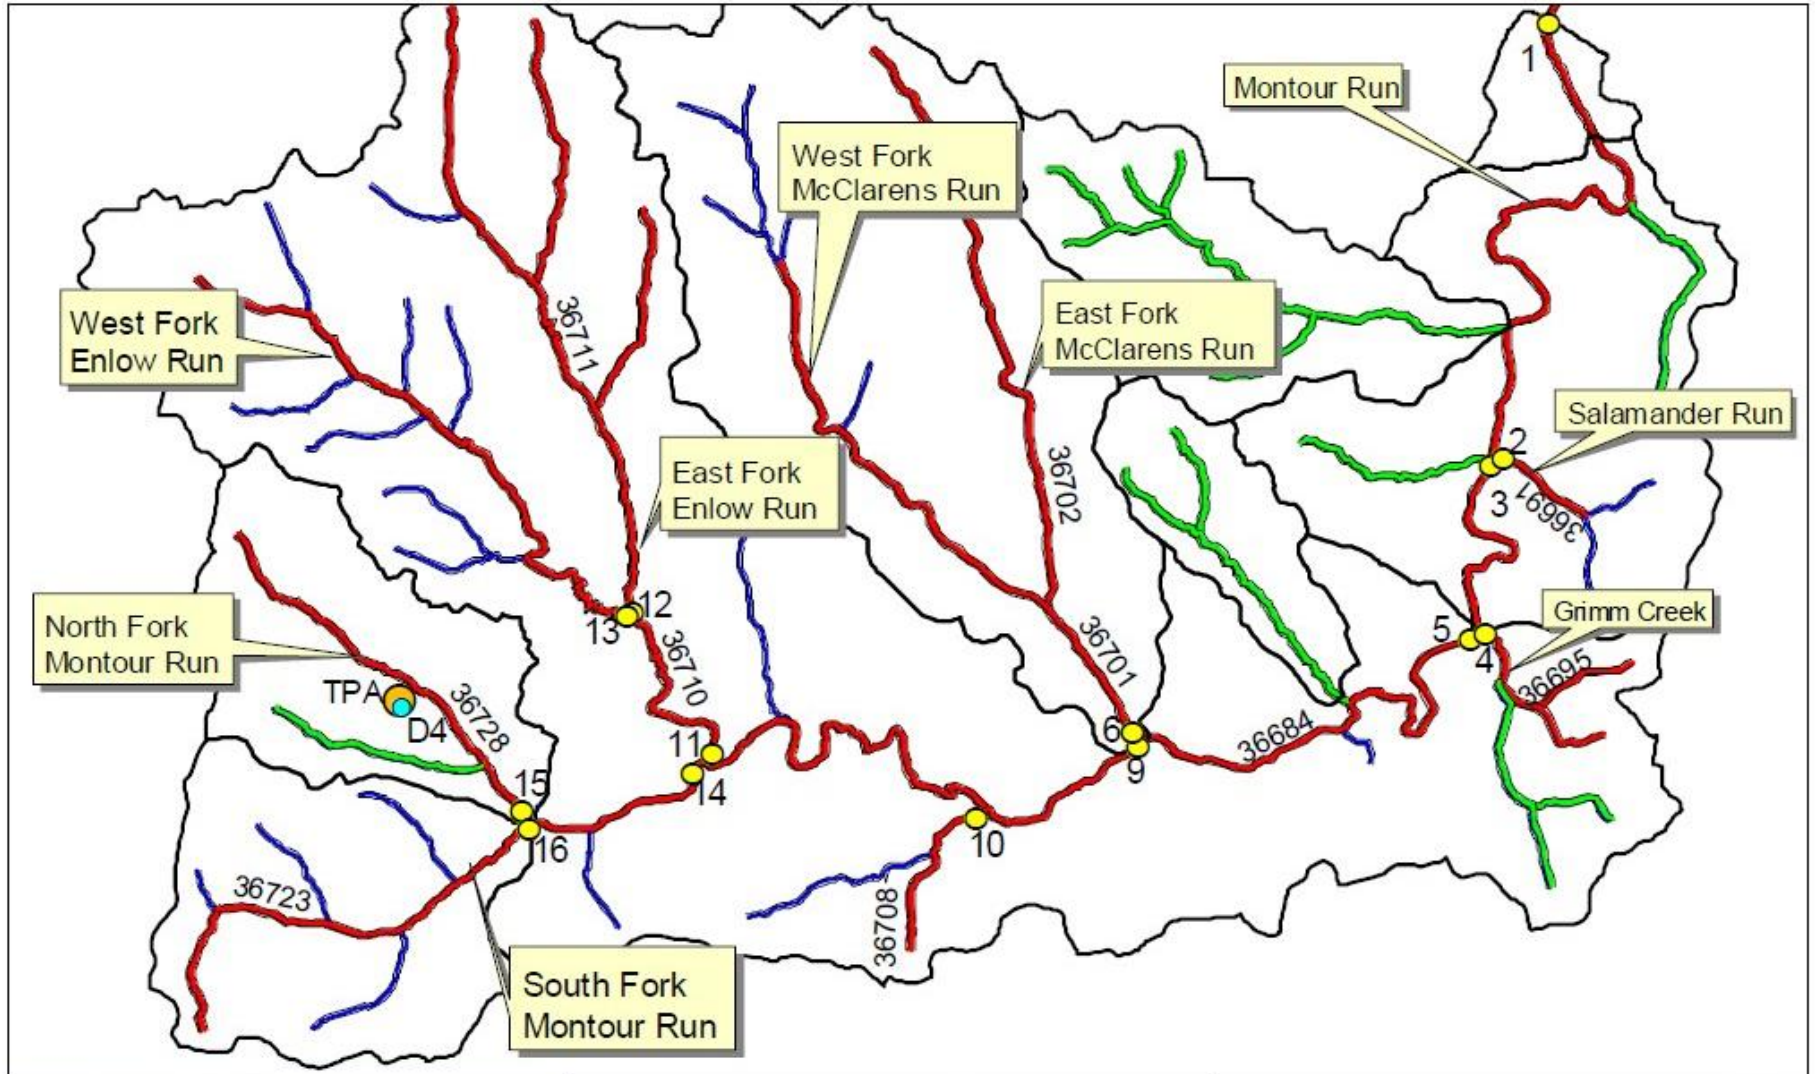 1
Montour Run
West Fork
McClarens Run
36711
West Fork
Enlow Run
East Fork
McClarens Run
Salamander Run
2
3
36691
36702
East Fork
Enlow Run
12
13
Grimm Creek
5
4
36695
North Fork
Montour Run
36710
36701
TPA
D4
36728
6
9
36684
11
14
15
16
10
36708
36723
South Fork
Montour Run